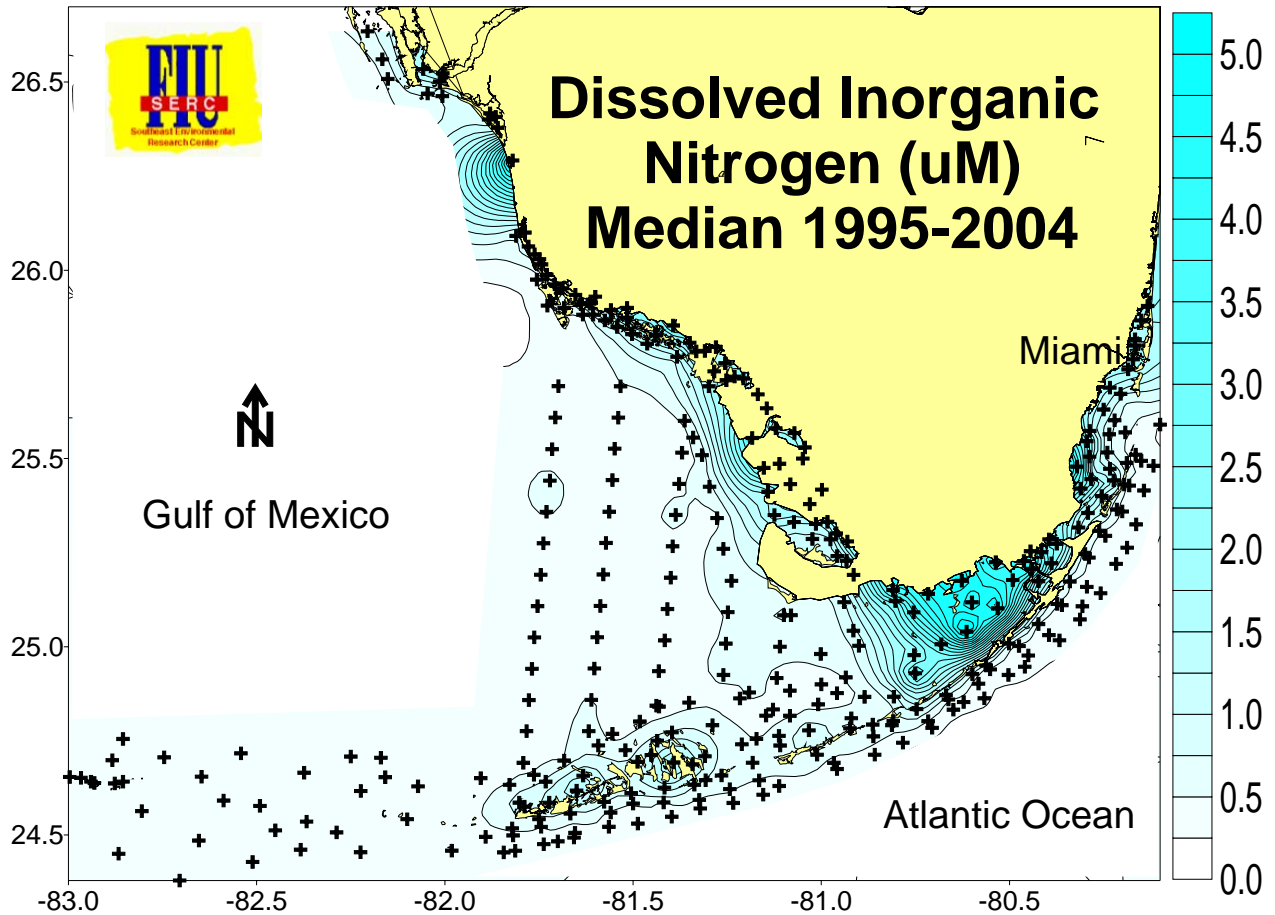 FIU
SERC
Southeast Environmental
Research Center
Dissolved Inorganic
Nitrogen (uM)
Median 1995-2004
Miami
N
Gulf of Mexico
Atlantic Ocean
26.5
26.0
25.5
25.0
24.5
-83.0
-82.5
-82.0
-81.5
-81.0
-80.5
5.0
4.5
4.0
3.5
3.0
2.5
2.0
1.5
1.0
0.5
0.0